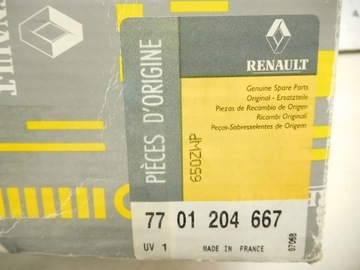 RENAULT
Genuine Spare Parts
Original - Ersatzteile
Piezas de Recambio de Origen
Ricambi Originali
Peças-Sobresselentes de Origem
PIÈCES D'ORIGINE
650ZWP
77 01 204 667
UV 1
MADE IN FRANCE
0706B